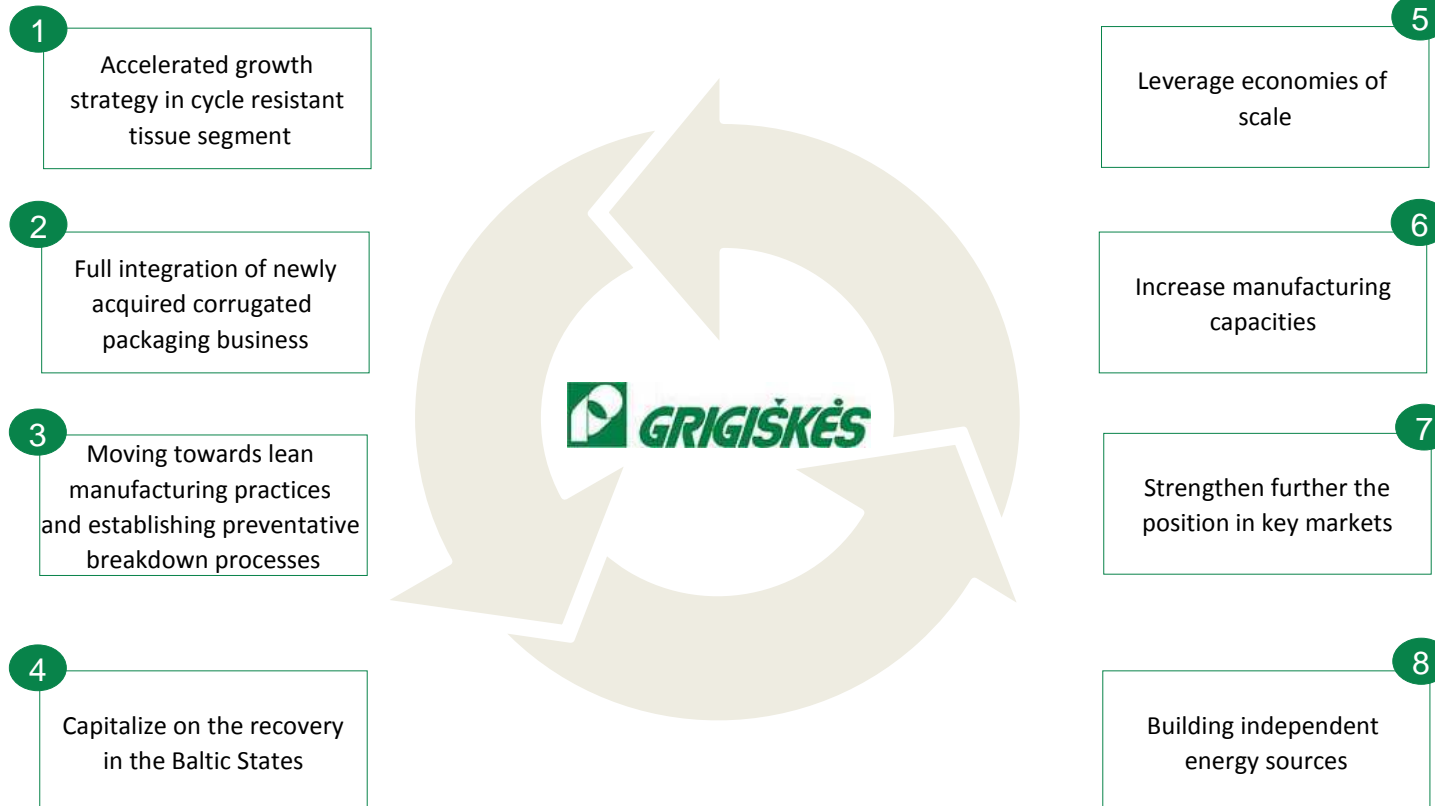 1
Accelerated growth
strategy in cycle resistant
tissue segment
2
Full integration of newly
acquired corrugated
packaging business
3
Moving towards lean
manufacturing practices
and establishing preventative
breakdown processes
4
Capitalize on the recovery
in the Baltic States
GRIGIŠKĖS
5
Leverage economies of
scale
6
Increase manufacturing
capacities
7
Strengthen further the
position in key markets
8
Building independent
energy sources